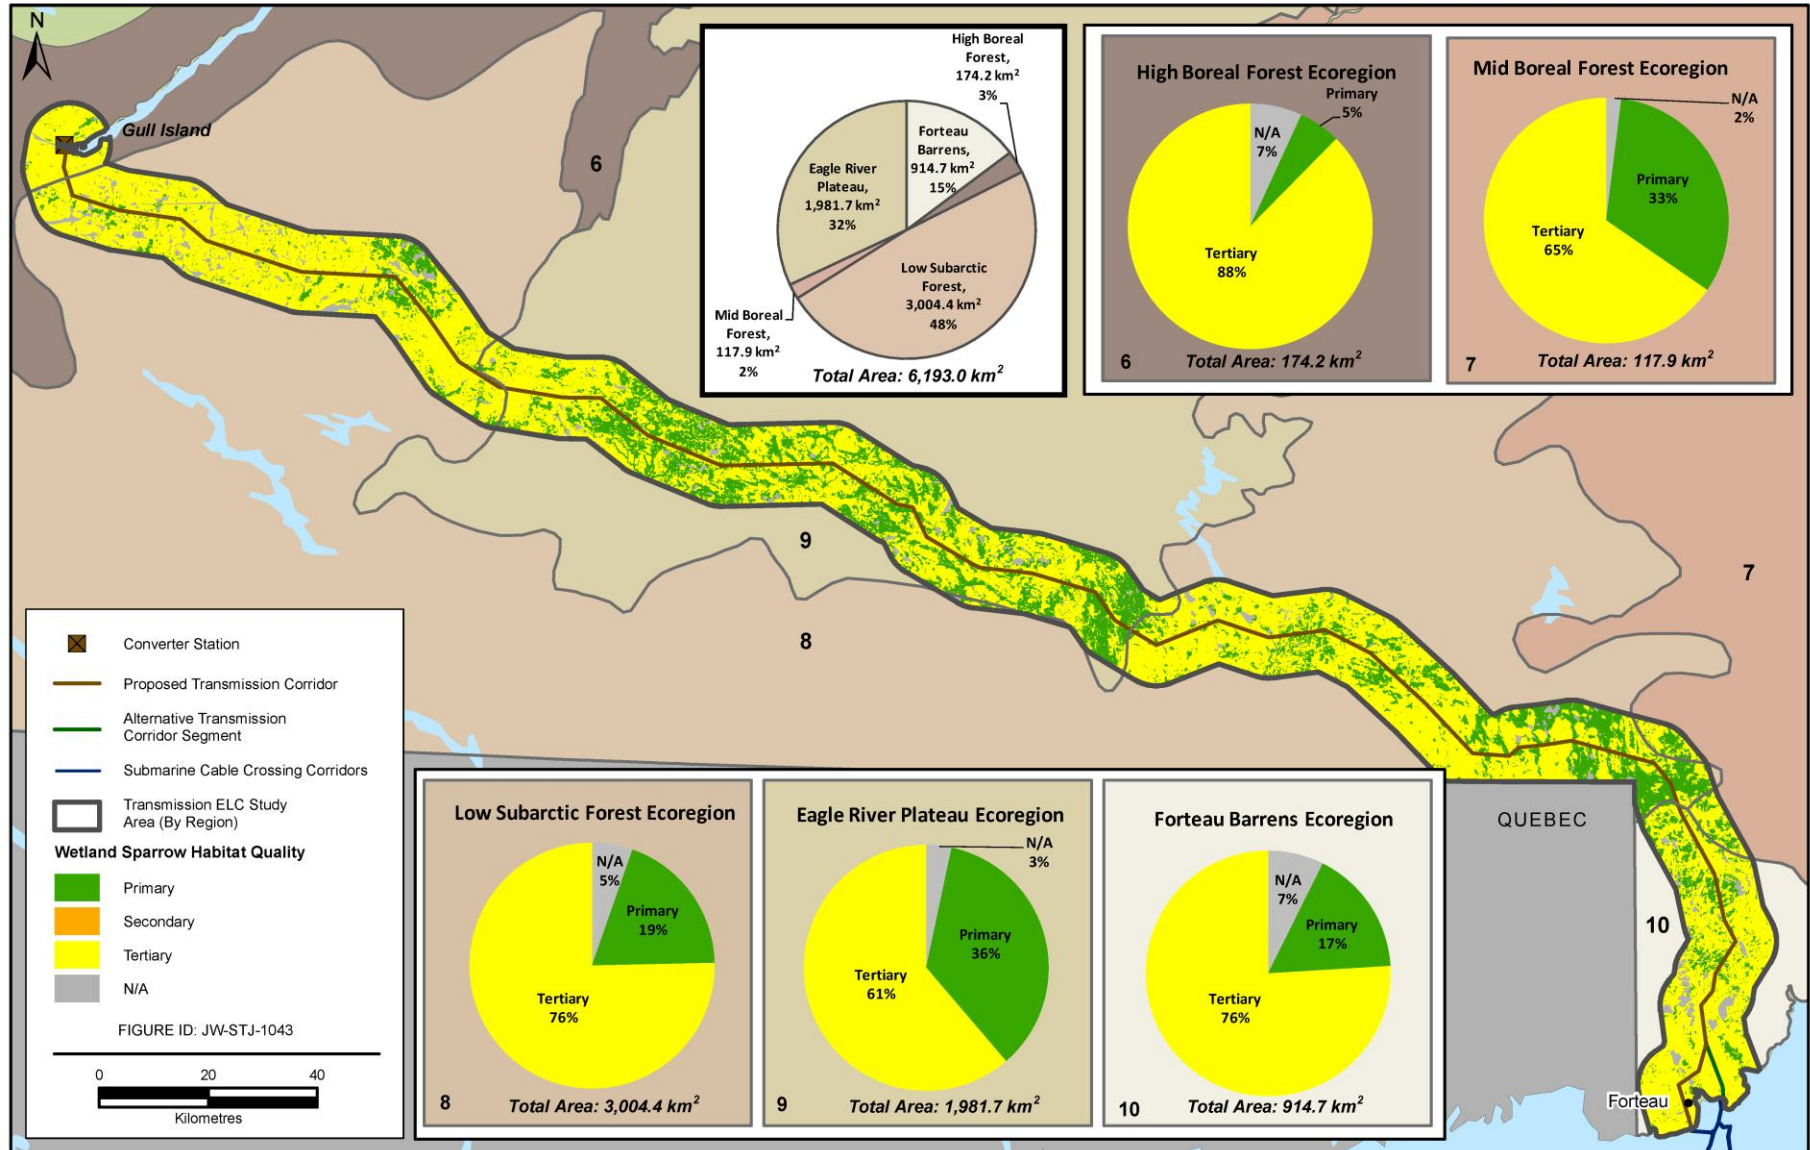 N
Gull Island
6
9
8
7
10
QUEBEC
Forteau
High Boreal
Forest,
174.2 km²
3%
Forteau
Barrens,
914.7 km²
15%
Eagle River
Plateau,
1,981.7 km²
32%
Low Subarctic
Forest,
3,004.4 km²
48%
Mid Boreal
Forest,
117.9 km²
2%
Total Area: 6,193.0 km²
High Boreal Forest Ecoregion
Primary
5%
N/A
7%
Tertiary
88%
6
Total Area: 174.2 km²
Mid Boreal Forest Ecoregion
N/A
2%
Primary
33%
Tertiary
65%
7
Total Area: 117.9 km²
Converter Station
Proposed Transmission Corridor
Alternative Transmission
Corridor Segment
Submarine Cable Crossing Corridors
Transmission ELC Study
Area (By Region)
Wetland Sparrow Habitat Quality
Primary
Secondary
Tertiary
N/A
FIGURE ID: JW-STJ-1043
0 20 40
Kilometres
Low Subarctic Forest Ecoregion
N/A
5%
Primary
19%
Tertiary
76%
8
Total Area: 3,004.4 km²
Eagle River Plateau Ecoregion
N/A
3%
Primary
36%
Tertiary
61%
9
Total Area: 1,981.7 km²
Forteau Barrens Ecoregion
N/A
7%
Primary
17%
Tertiary
76%
10
Total Area: 914.7 km²